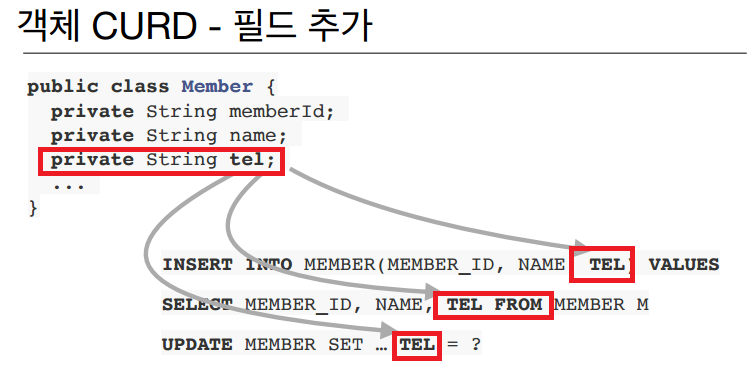 객체 CURD - 필드 추가
public class Member {
private String memberId;
private String name;
private String tel;
...
}
INSERT INTO MEMBER(MEMBER_ID, NAME TEL) VALUES
SELECT MEMBER_ID, NAME, TEL FROM MEMBER M
UPDATE MEMBER SET … TEL = ?